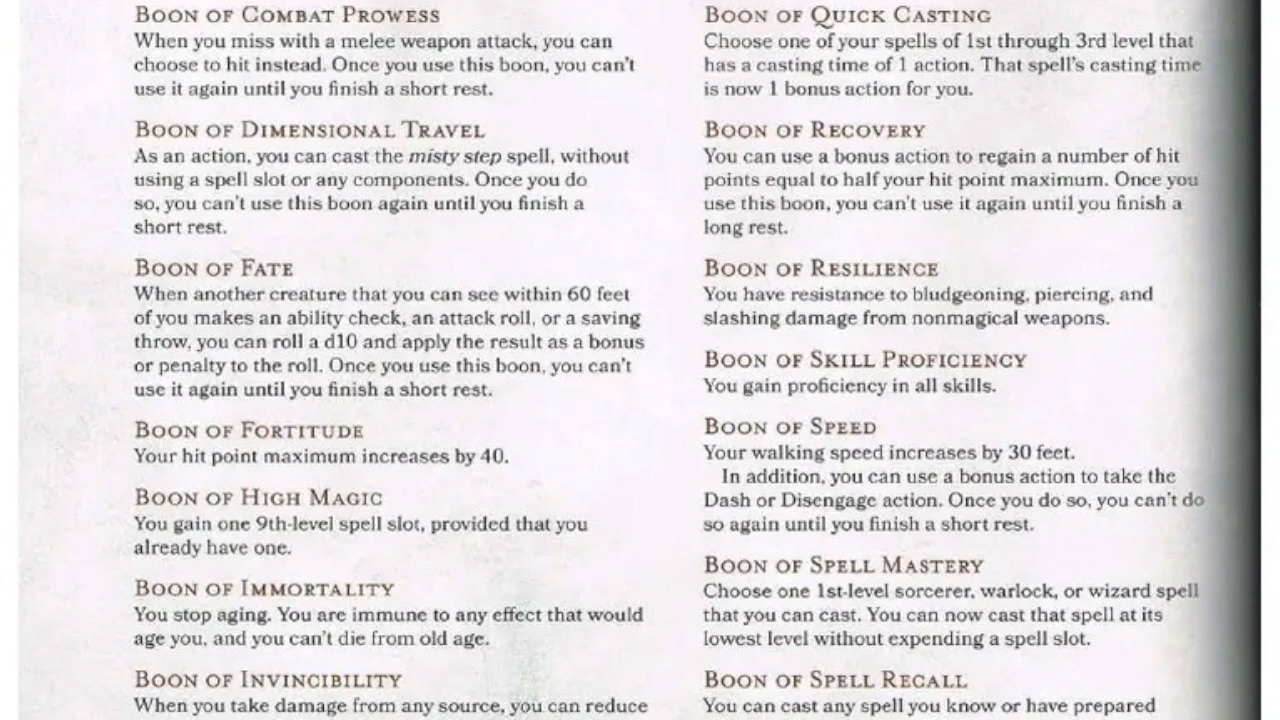 BOON OF COMBAT PROWESS
When you miss with a melee weapon attack, you can
choose to hit instead. Once you use this boon, you can't
use it again until you finish a short rest.
BOON OF DIMENSIONAL TRAVEL
As an action, you can cast the misty step spell, without
using a spell slot or any components. Once you do
so, you can't use this boon again until you finish a
short rest.
BOON OF FATE
When another creature that you can see within 60 feet
of you makes an ability check, an attack roll, or a saving
throw, you can roll a d10 and apply the result as a bonus
or penalty to the roll. Once you use this boon, you can't
use it again until you finish a short rest.
BOON OF FORTITUDE
Your hit point maximum increases by 40.
BOON OF HIGH MAGIC
You gain one 9th-level spell slot, provided that you
already have one.
BOON OF IMMORTALITY
You stop aging. You are immune to any effect that would
age you, and you can't die from old age.
BOON OF INVINCIBILITY
When you take damage from any source, you can reduce
BOON OF QUICK CASTING
Choose one of your spells of 1st through 3rd level that
has a casting time of 1 action. That spell's casting time
is now 1 bonus action for you.
BOON OF RECOVERY
You can use a bonus action to regain a number of hit
points equal to half your hit point maximum. Once you
use this boon, you can't use it again until you finish a
long rest.
BOON OF RESILIENCE
You have resistance to bludgeoning, piercing, and
slashing damage from nonmagical weapons.
BOON OF SKILL PROFICIENCY
You gain proficiency in all skills.
BOON OF SPEED
Your walking speed increases by 30 feet.
In addition, you can use a bonus action to take the
Dash or Disengage action. Once you do so, you can't do
so again until you finish a short rest.
BOON OF SPELL MASTERY
Choose one 1st-level sorcerer, warlock, or wizard spell
that you can cast. You can now cast that spell at its
lowest level without expending a spell slot.
BOON OF SPELL RECALL
You can cast any spell you know or have prepared